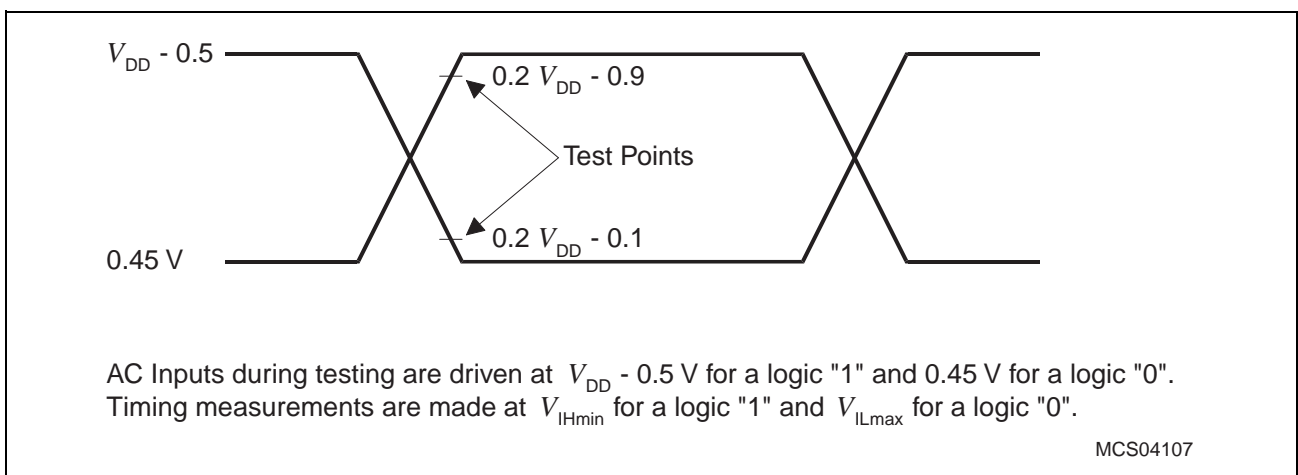 V_DD - 0.5
0.2 V_DD - 0.9
Test Points
0.2 V_DD - 0.1
0.45 V
AC Inputs during testing are driven at V_DD - 0.5 V for a logic "1" and 0.45 V for a logic "0".
Timing measurements are made at V_IHmin for a logic "1" and V_ILmax for a logic "0".
MCS04107